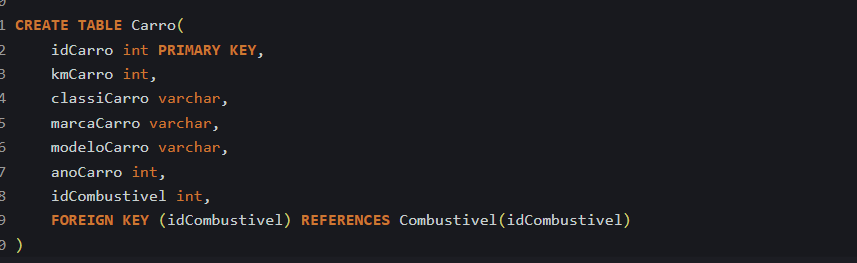 1 CREATE TABLE Carro(
2 idCarro int PRIMARY KEY,
3 kmCarro int,
4 classiCarro varchar,
5 marcaCarro varchar,
6 modeloCarro varchar,
7 anoCarro int,
8 idCombustivel int,
9 FOREIGN KEY (idCombustivel) REFERENCES Combustivel(idCombustivel)
0 )